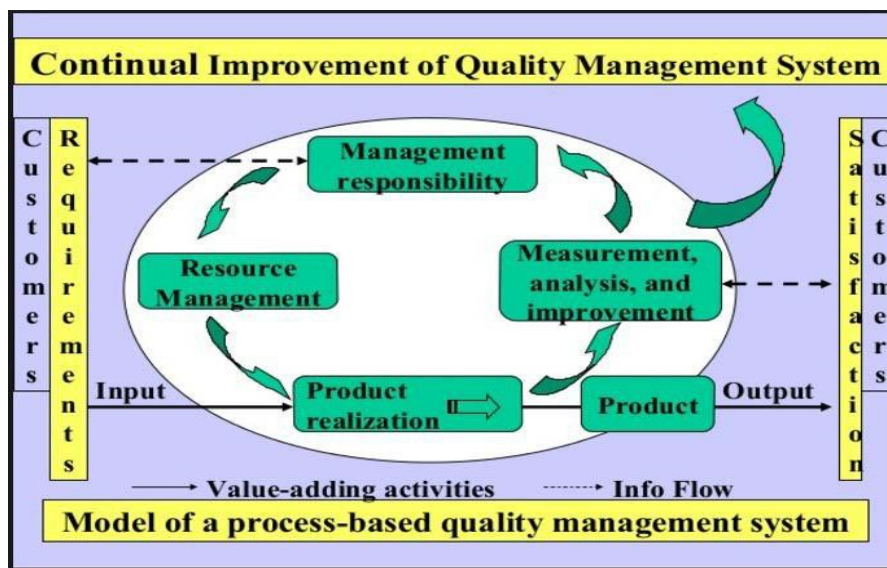 Continual Improvement of Quality Management System
Customers
Requirements
Management
responsibility
Resource
Management
Measurement,
analysis, and
improvement
Satisfaction
Customers
Input
Product
realization
Product
Output
Value-adding activities
Info Flow
Model of a process-based quality management system